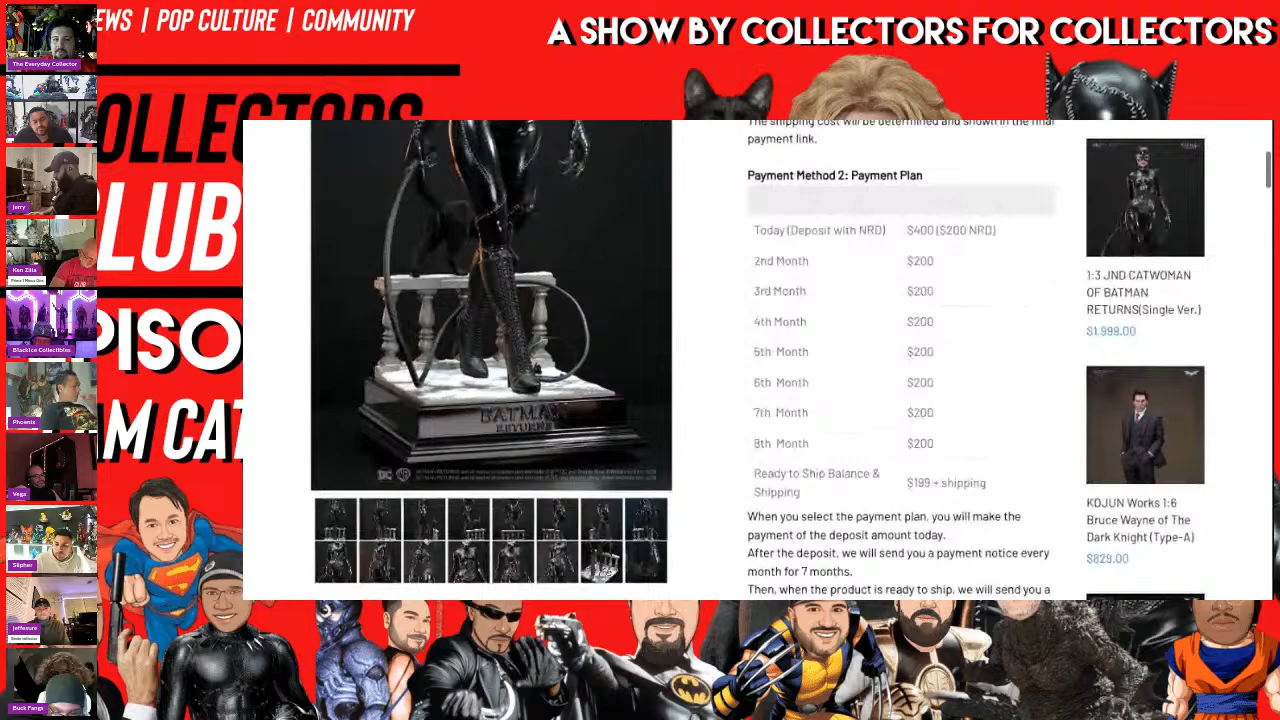 EWS | POP CULTURE | COMMUNITY
A SHOW BY COLLECTORS FOR COLLECTORS
The Everyday Collector
Jerry
Ken Zilla
Blackice Collectibles
Phoenix
Vega
Slipher
Jeffesure
Buck Fangs
OLLECTORS
LUB
PISO
AM CAT
BATMAN
RETURNS
The shipping cost will be determined and shown in the final
payment link.
Payment Method 2: Payment Plan
Today (Deposit with NRD) $400 ($200 NRD)
2nd Month $200
3rd Month $200
4th Month $200
5th Month $200
6th Month $200
7th Month $200
8th Month $200
Ready to Ship Balance &
Shipping $199 + shipping
When you select the payment plan, you will make the
payment of the deposit amount today.
After the deposit, we will send you a payment notice every
month for 7 months.
Then, when the product is ready to ship, we will send you a
1:3 JND CATWOMAN
OF BATMAN
RETURNS(Single Ver.)
$1,999.00
KOJUN Works 1:6
Bruce Wayne of The
Dark Knight (Type-A)
$829.00